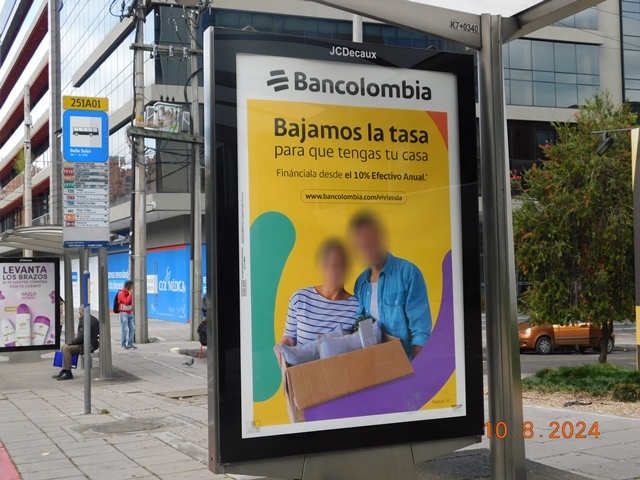 K7+0340
JCDecaux
Bancolombia
Bajamos la tasa
para que tengas tu casa
Finánciala desde el 10% Efectivo Anual.*
www.bancolombia.com/vivienda
251A01
LEVANTA
LOS BRAZOS
COLMÉDICA
10.8.2024